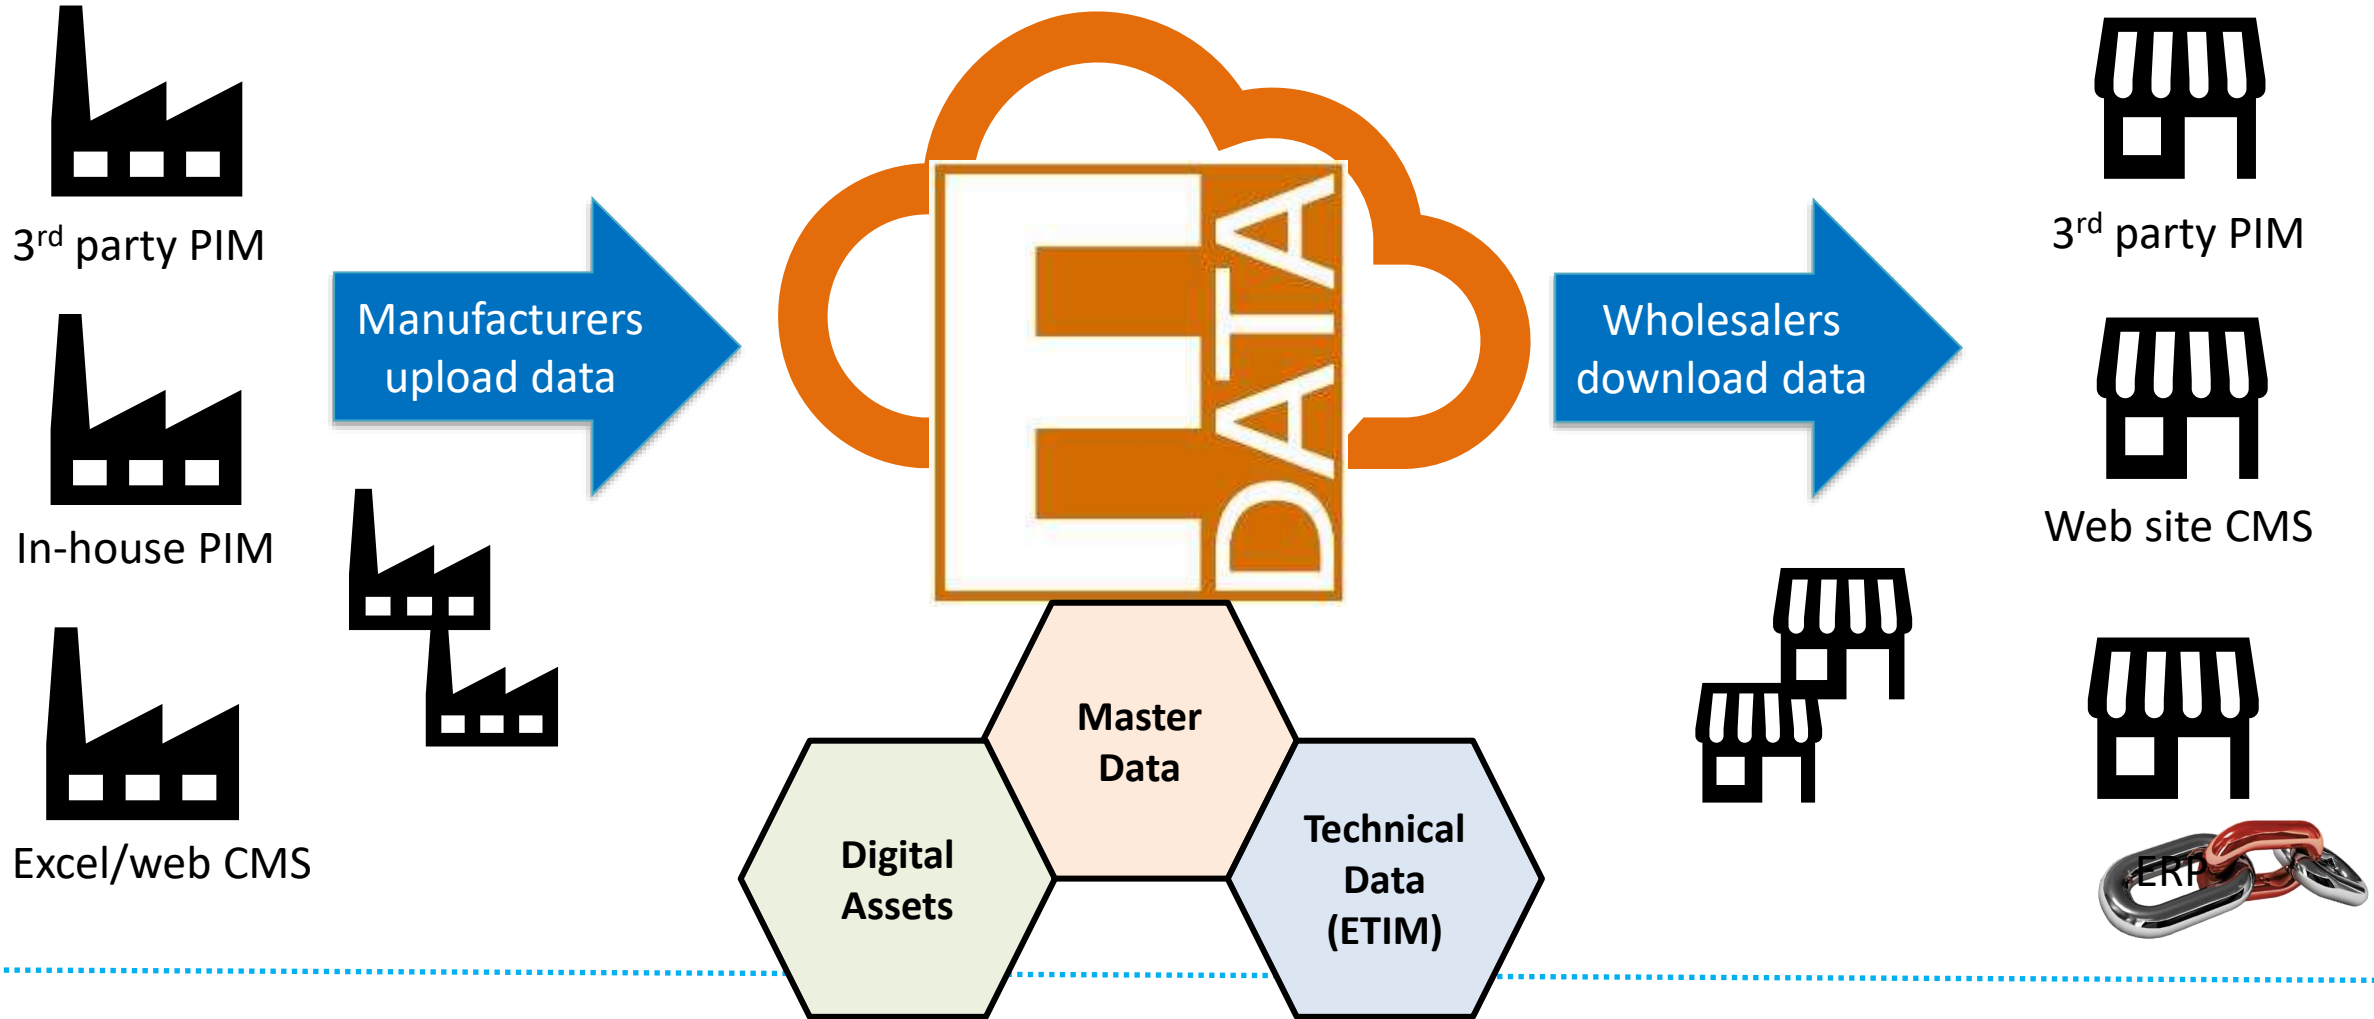 3rd party PIM
In-house PIM
Excel/web CMS
Manufacturers
upload data
E
DATA
Master
Data
Digital
Assets
Technical
Data
(ETIM)
Wholesalers
download data
3rd party PIM
Web site CMS
ERP